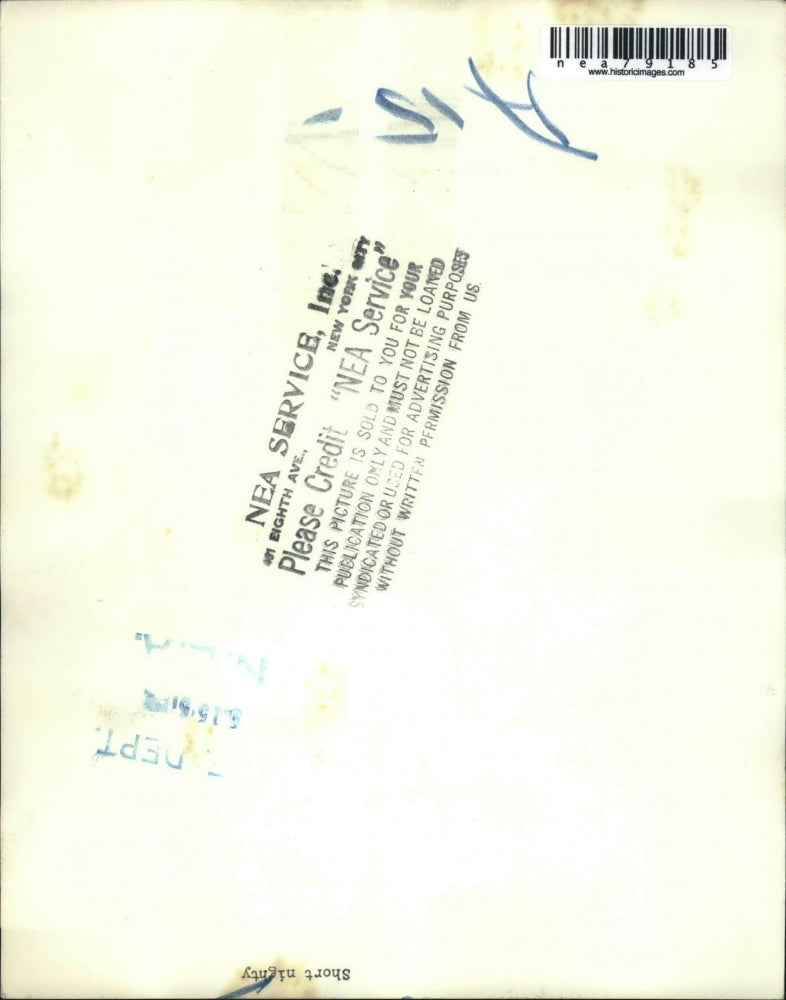 nea79185
www.historicimages.com
NEA SERVICE, Inc.
461 EIGHTH AVE., NEW YORK CITY
Please Credit "NEA Service"
THIS PICTURE IS SOLD TO YOU FOR YOUR
PUBLICATION ONLY AND MUST NOT BE LOANED
SYNDICATED OR USED FOR ADVERTISING PURPOSES
WITHOUT WRITTEN PERMISSION FROM US.
DEPT.
Short nighty